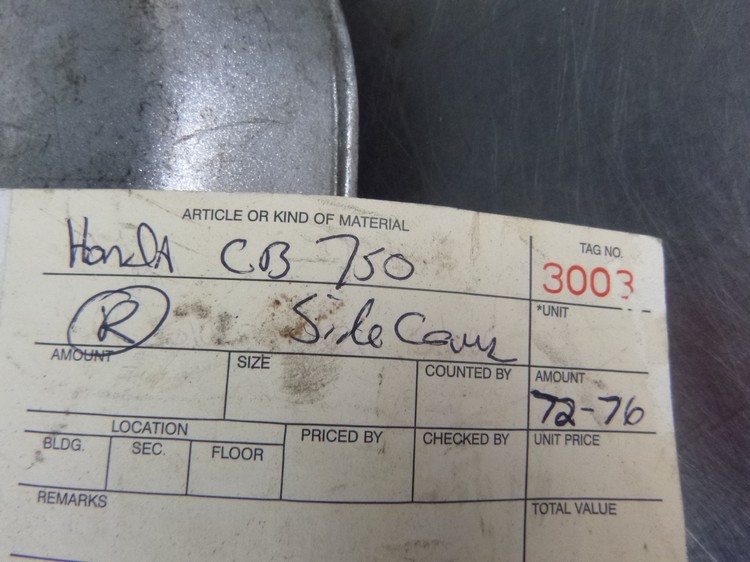 ARTICLE OR KIND OF MATERIAL
TAG NO.
Honda CB 750
3003
*UNIT
R Side Cover
AMOUNT
SIZE
COUNTED BY
AMOUNT
72-76
LOCATION
PRICED BY
CHECKED BY
UNIT PRICE
BLDG.
SEC.
FLOOR
REMARKS
TOTAL VALUE